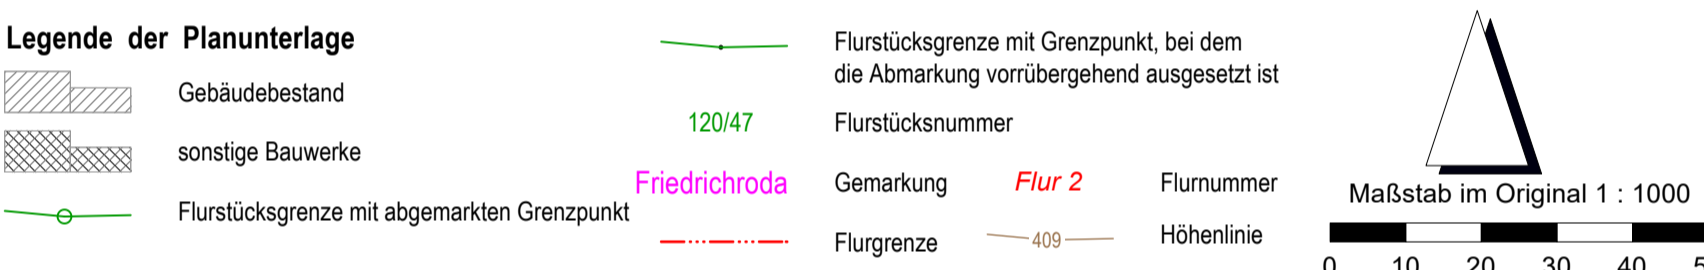 Legende der Planunterlage
Gebäudebestand
sonstige Bauwerke
Flurstücksgrenze mit abgemarkten Grenzpunkt
Flurstücksgrenze mit Grenzpunkt, bei dem
die Abmarkung vorrübergehend ausgesetzt ist
120/47 Flurstücksnummer
Friedrichroda Gemarkung
Flurgrenze
Flur 2 Flurnummer
409 Höhenlinie
Maßstab im Original 1 : 1000
0 10 20 30 40